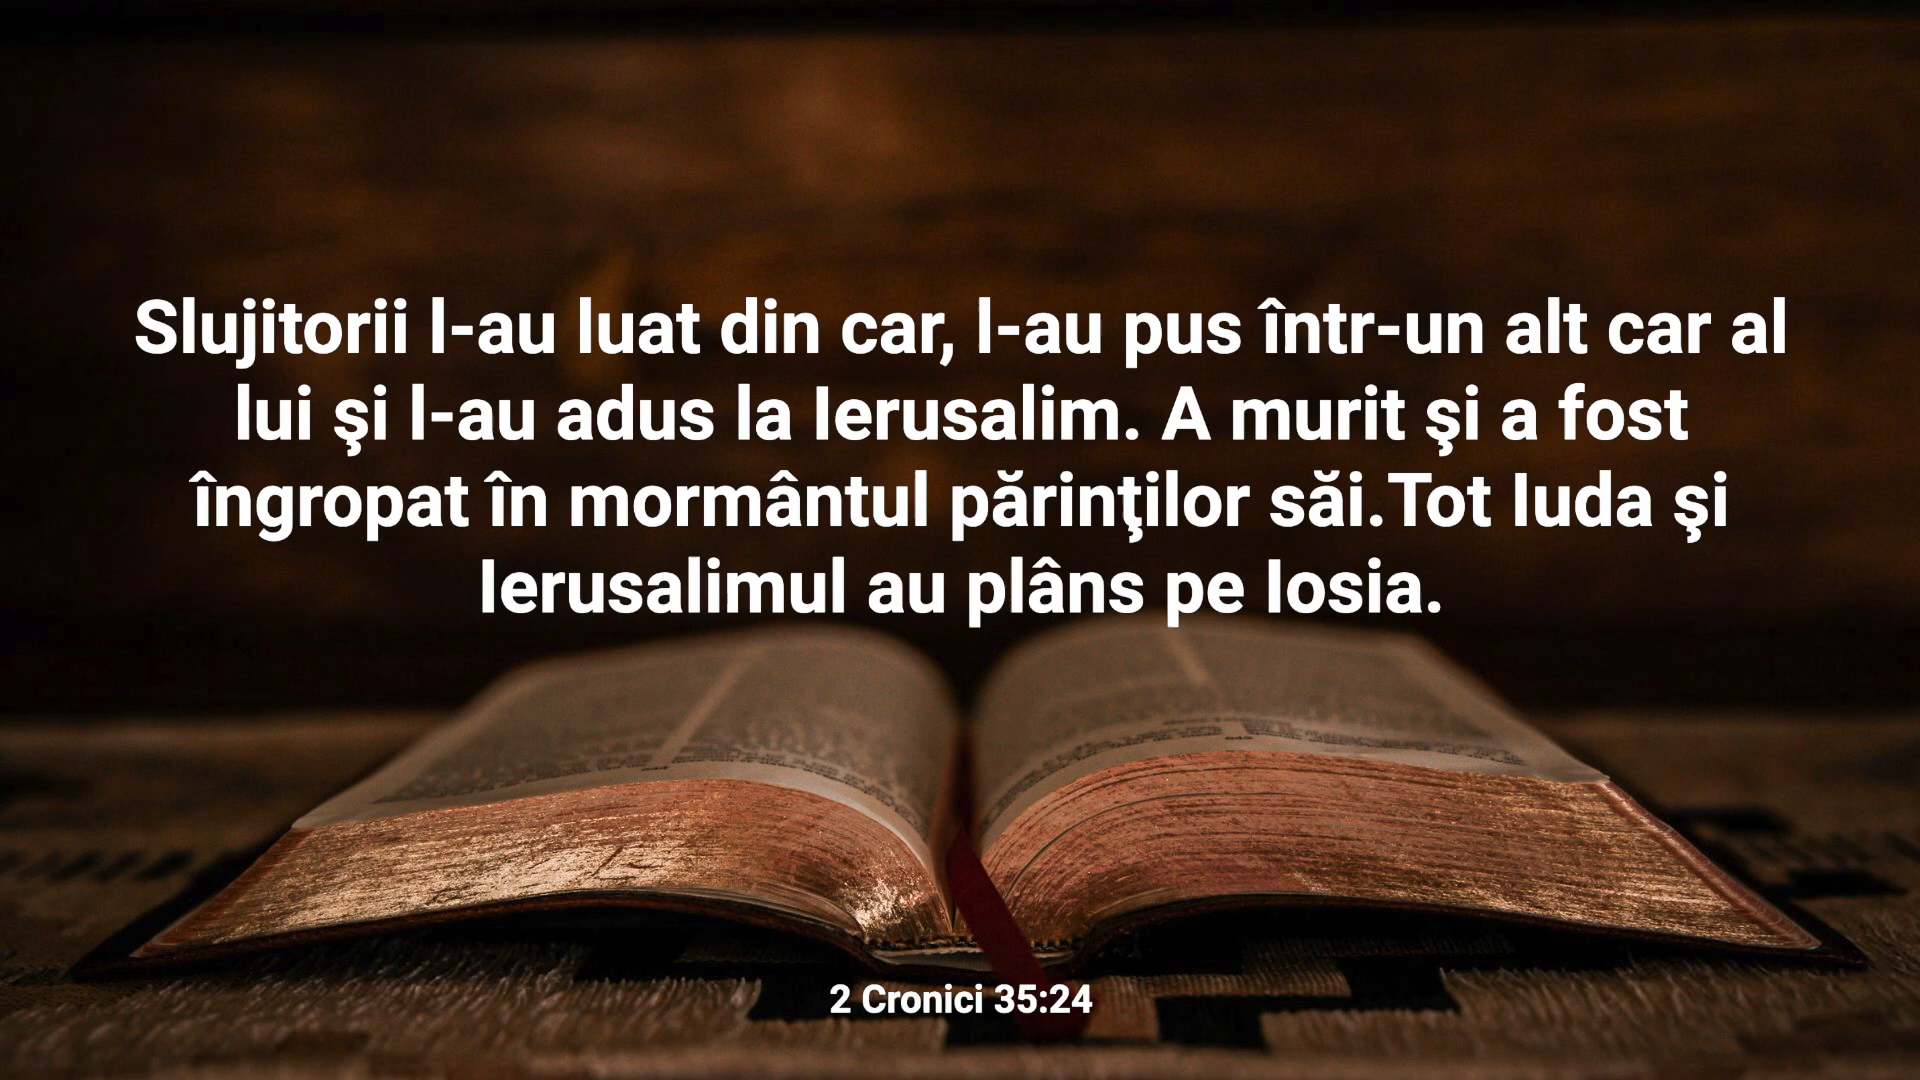 Slujitorii l-au luat din car, l-au pus într-un alt car al
lui şi l-au adus la Ierusalim. A murit şi a fost
îngropat în mormântul părinţilor săi.Tot Iuda şi
Ierusalimul au plâns pe Iosia.
2 Cronici 35:24